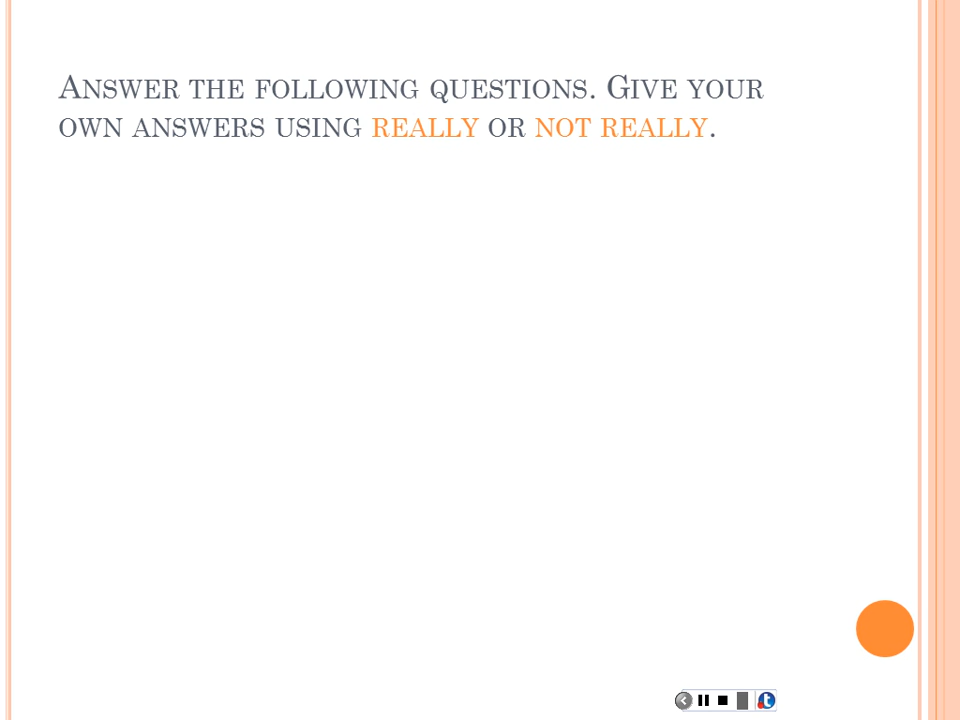 Answer the following questions. Give your
own answers using really or not really.